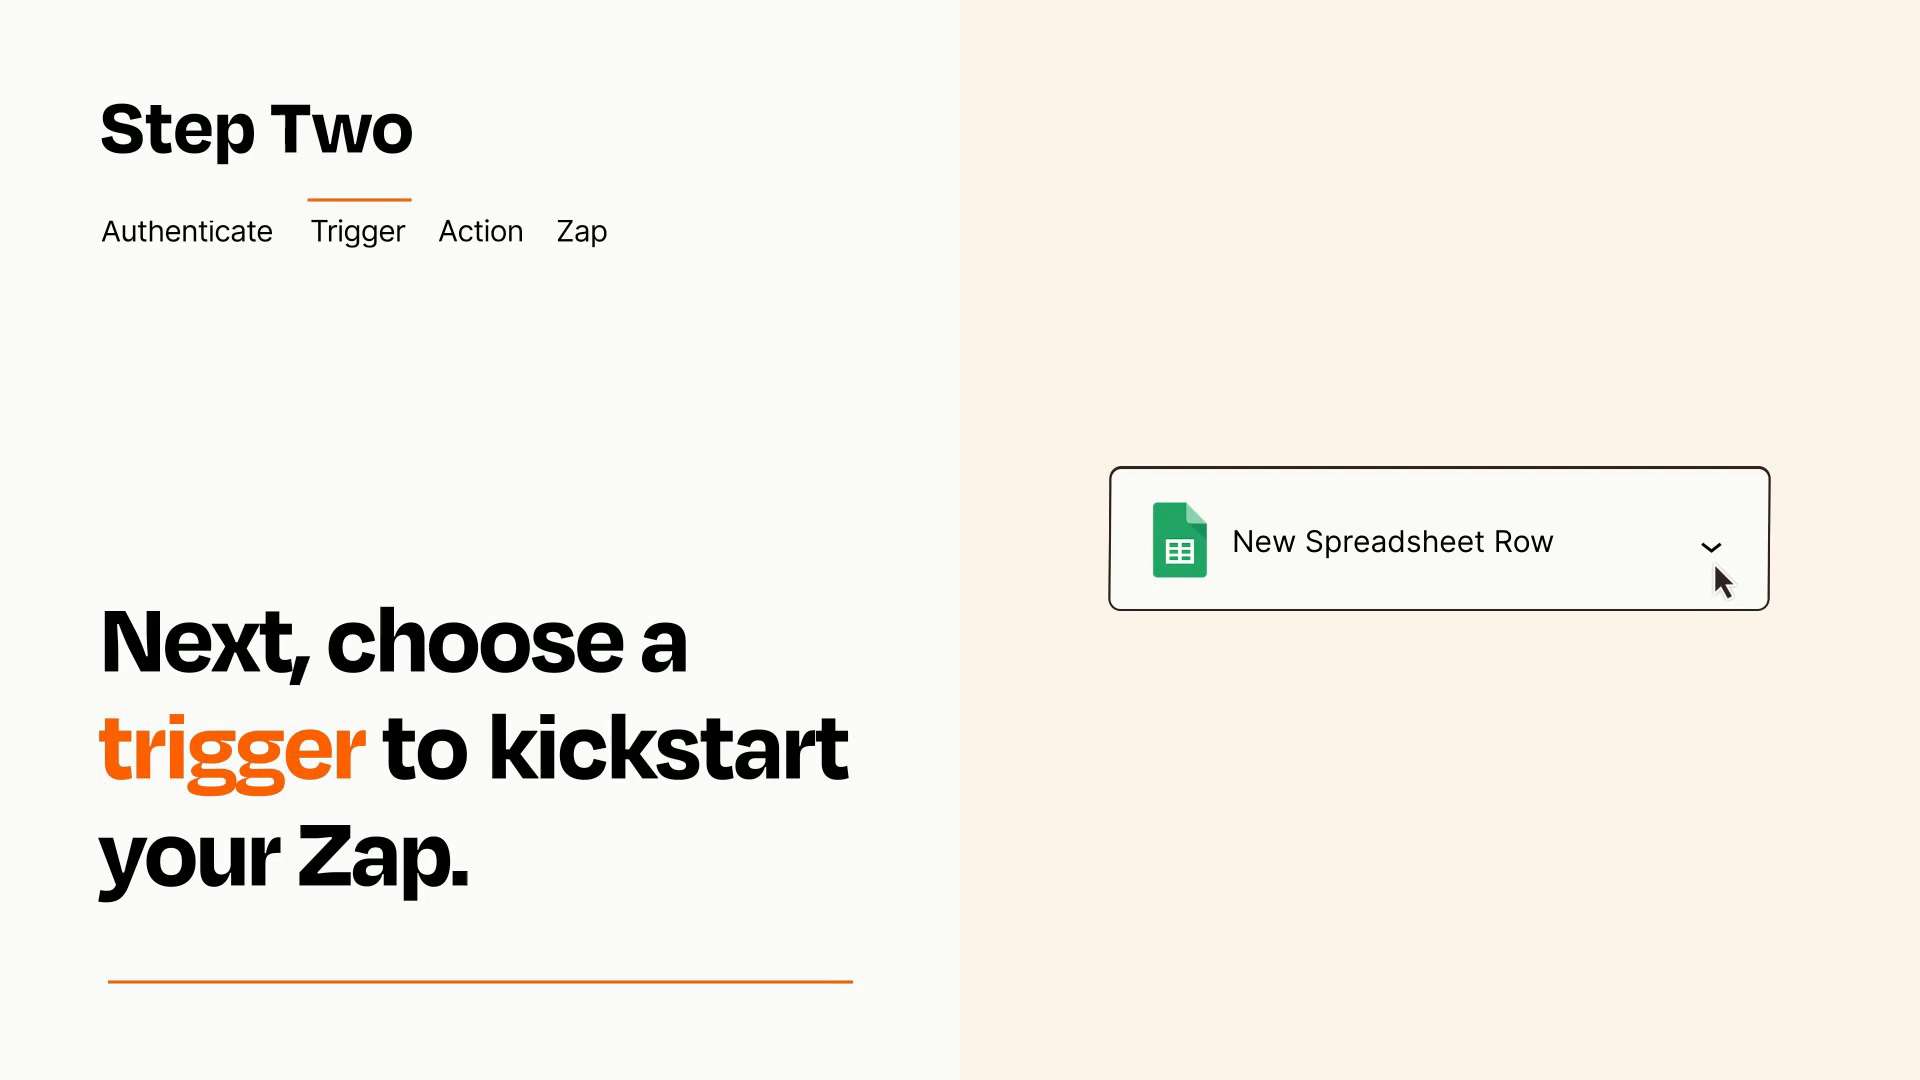 Step Two
Authenticate Trigger Action Zap
Next, choose a
trigger to kickstart
your Zap.
New Spreadsheet Row